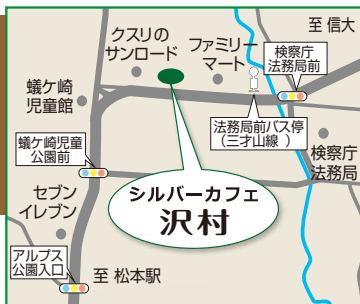 至 信大
クスリの
サンロード
ファミリー
マート
検察庁
法務局前
蟻ケ崎
児童館
法務局前バス停
(三才山線 )
検察庁
法務局
蟻ケ崎児童
公園前
シルバーカフェ
沢村
セブン
イレブン
アルプス
公園入口
至 松本駅